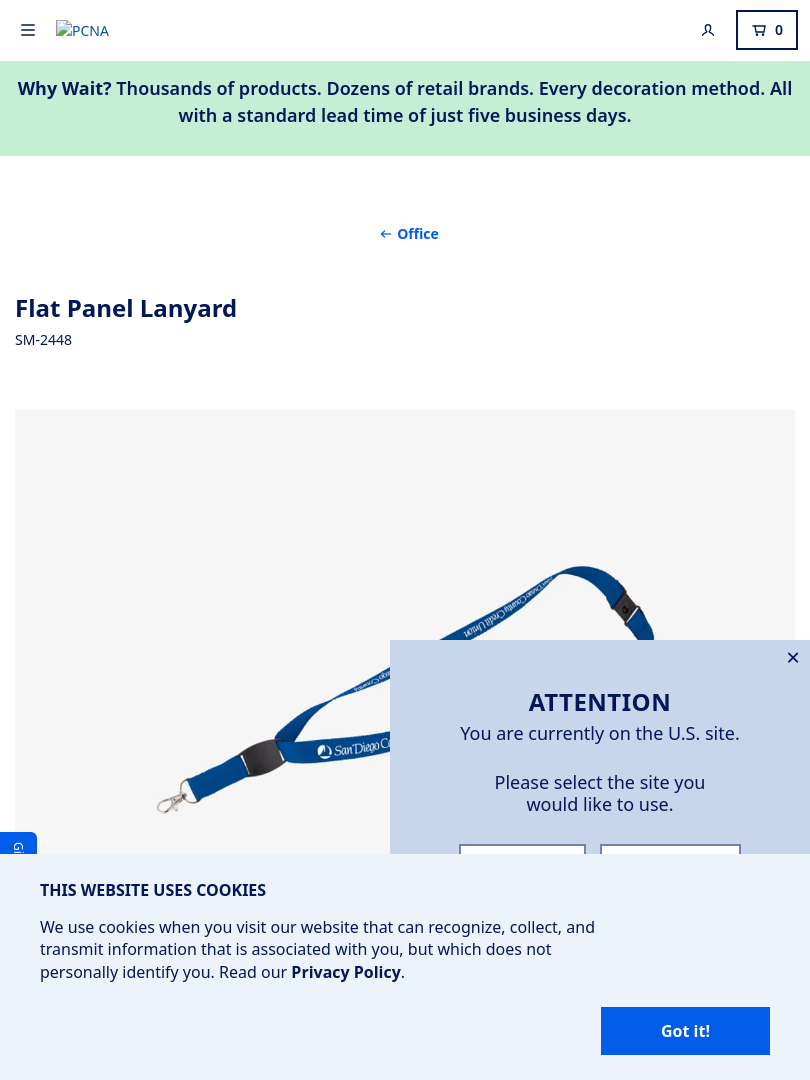 PCNA
0
Why Wait? Thousands of products. Dozens of retail brands. Every decoration method. All
with a standard lead time of just five business days.
Office
Flat Panel Lanyard
SM-2448
San Diego
ATTENTION
You are currently on the U.S. site.
Please select the site you
would like to use.
THIS WEBSITE USES COOKIES
We use cookies when you visit our website that can recognize, collect, and
transmit information that is associated with you, but which does not
personally identify you. Read our Privacy Policy.
Got it!